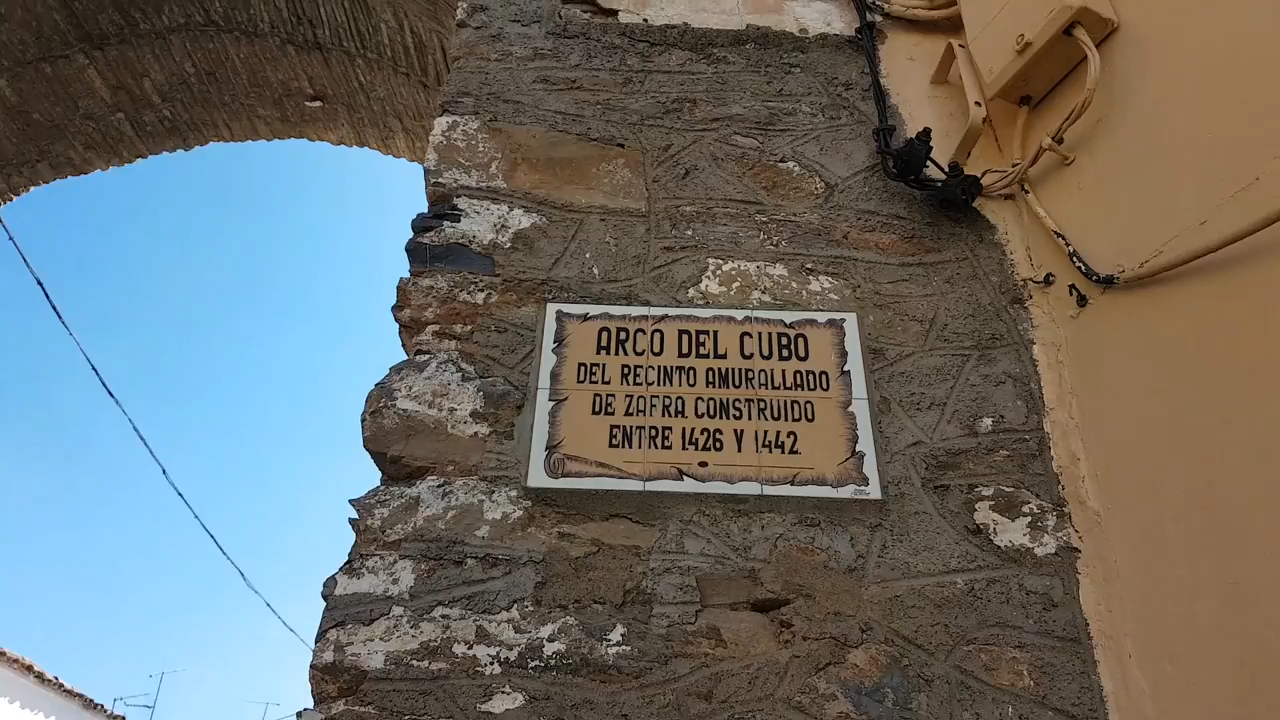 ARCO DEL CUBO
DEL RECINTO AMURALLADO
DE ZAFRA CONSTRUIDO
ENTRE 1426 Y 1442.